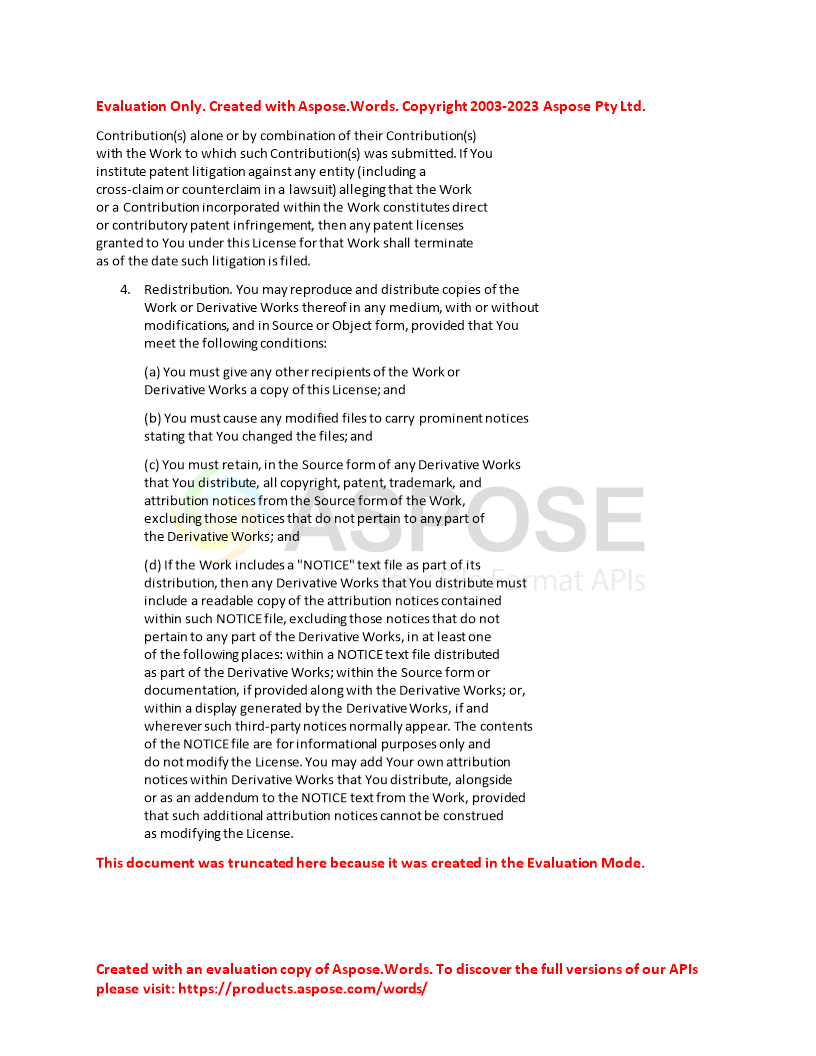 Evaluation Only. Created with Aspose.Words. Copyright 2003-2023 Aspose Pty Ltd.
Contribution(s) alone or by combination of their Contribution(s)
with the Work to which such Contribution(s) was submitted. If You
institute patent litigation against any entity (including a
cross-claim or counterclaim in a lawsuit) alleging that the Work
or a Contribution incorporated within the Work constitutes direct
or contributory patent infringement, then any patent licenses
granted to You under this License for that Work shall terminate
as of the date such litigation is filed.
4. Redistribution. You may reproduce and distribute copies of the
Work or Derivative Works thereof in any medium, with or without
modifications, and in Source or Object form, provided that You
meet the following conditions:
(a) You must give any other recipients of the Work or
Derivative Works a copy of this License; and
(b) You must cause any modified files to carry prominent notices
stating that You changed the files; and
(c) You must retain, in the Source form of any Derivative Works
that You distribute, all copyright, patent, trademark, and
attribution notices from the Source form of the Work,
excluding those notices that do not pertain to any part of
the Derivative Works; and
ASPOSE
(d) If the Work includes a "NOTICE" text file as part of its
distribution, then any Derivative Works that You distribute must
Format APIs
include a readable copy of the attribution notices contained
within such NOTICE file, excluding those notices that do not
pertain to any part of the Derivative Works, in at least one
of the following places: within a NOTICE text file distributed
as part of the Derivative Works; within the Source form or
documentation, if provided along with the Derivative Works; or,
within a display generated by the Derivative Works, if and
wherever such third-party notices normally appear. The contents
of the NOTICE file are for informational purposes only and
do not modify the License. You may add Your own attribution
notices within Derivative Works that You distribute, alongside
or as an addendum to the NOTICE text from the Work, provided
that such additional attribution notices cannot be construed
as modifying the License.
This document was truncated here because it was created in the Evaluation Mode.
Created with an evaluation copy of Aspose.Words. To discover the full versions of our APIs
please visit: https://products.aspose.com/words/